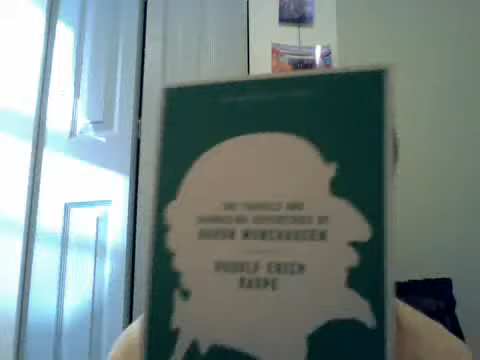 THE TRAVELS AND
SURPRISING ADVENTURES OF
BARON MUNCHAUSEN
RUDOLF ERICH
RASPE